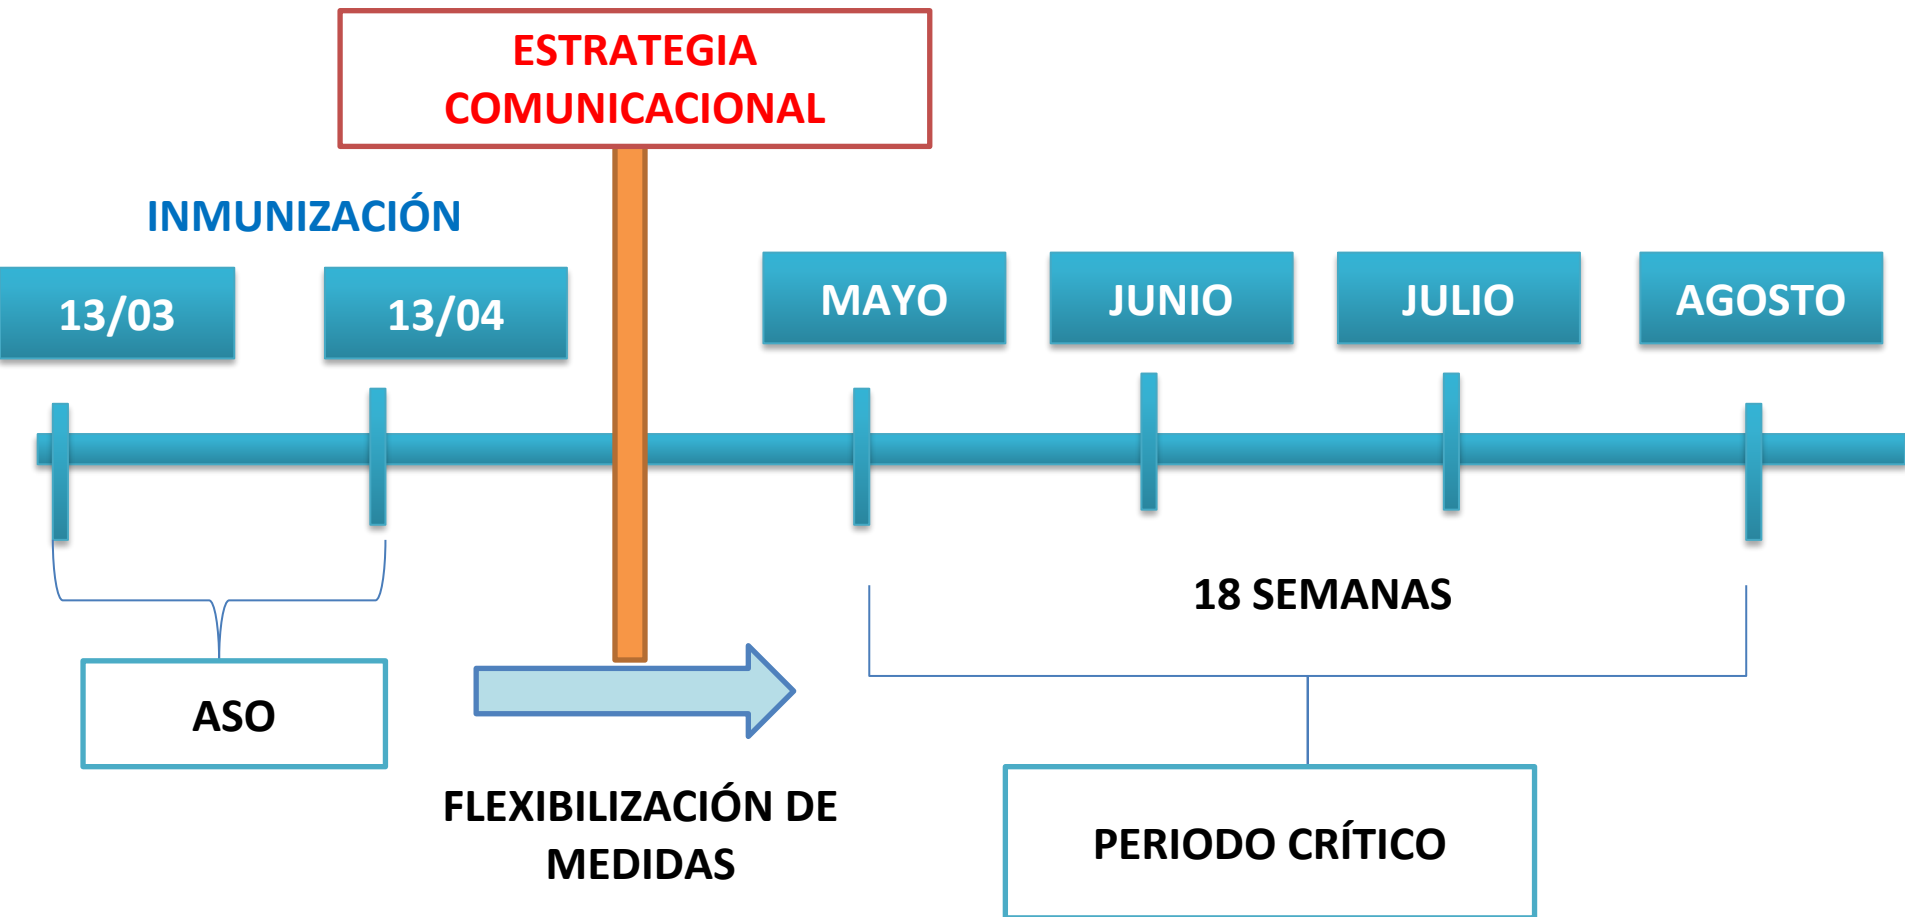 ESTRATEGIA
COMUNICACIONAL
INMUNIZACIÓN
13/03
13/04
MAYO
JUNIO
JULIO
AGOSTO
18 SEMANAS
ASO
FLEXIBILIZACIÓN DE
MEDIDAS
PERIODO CRÍTICO